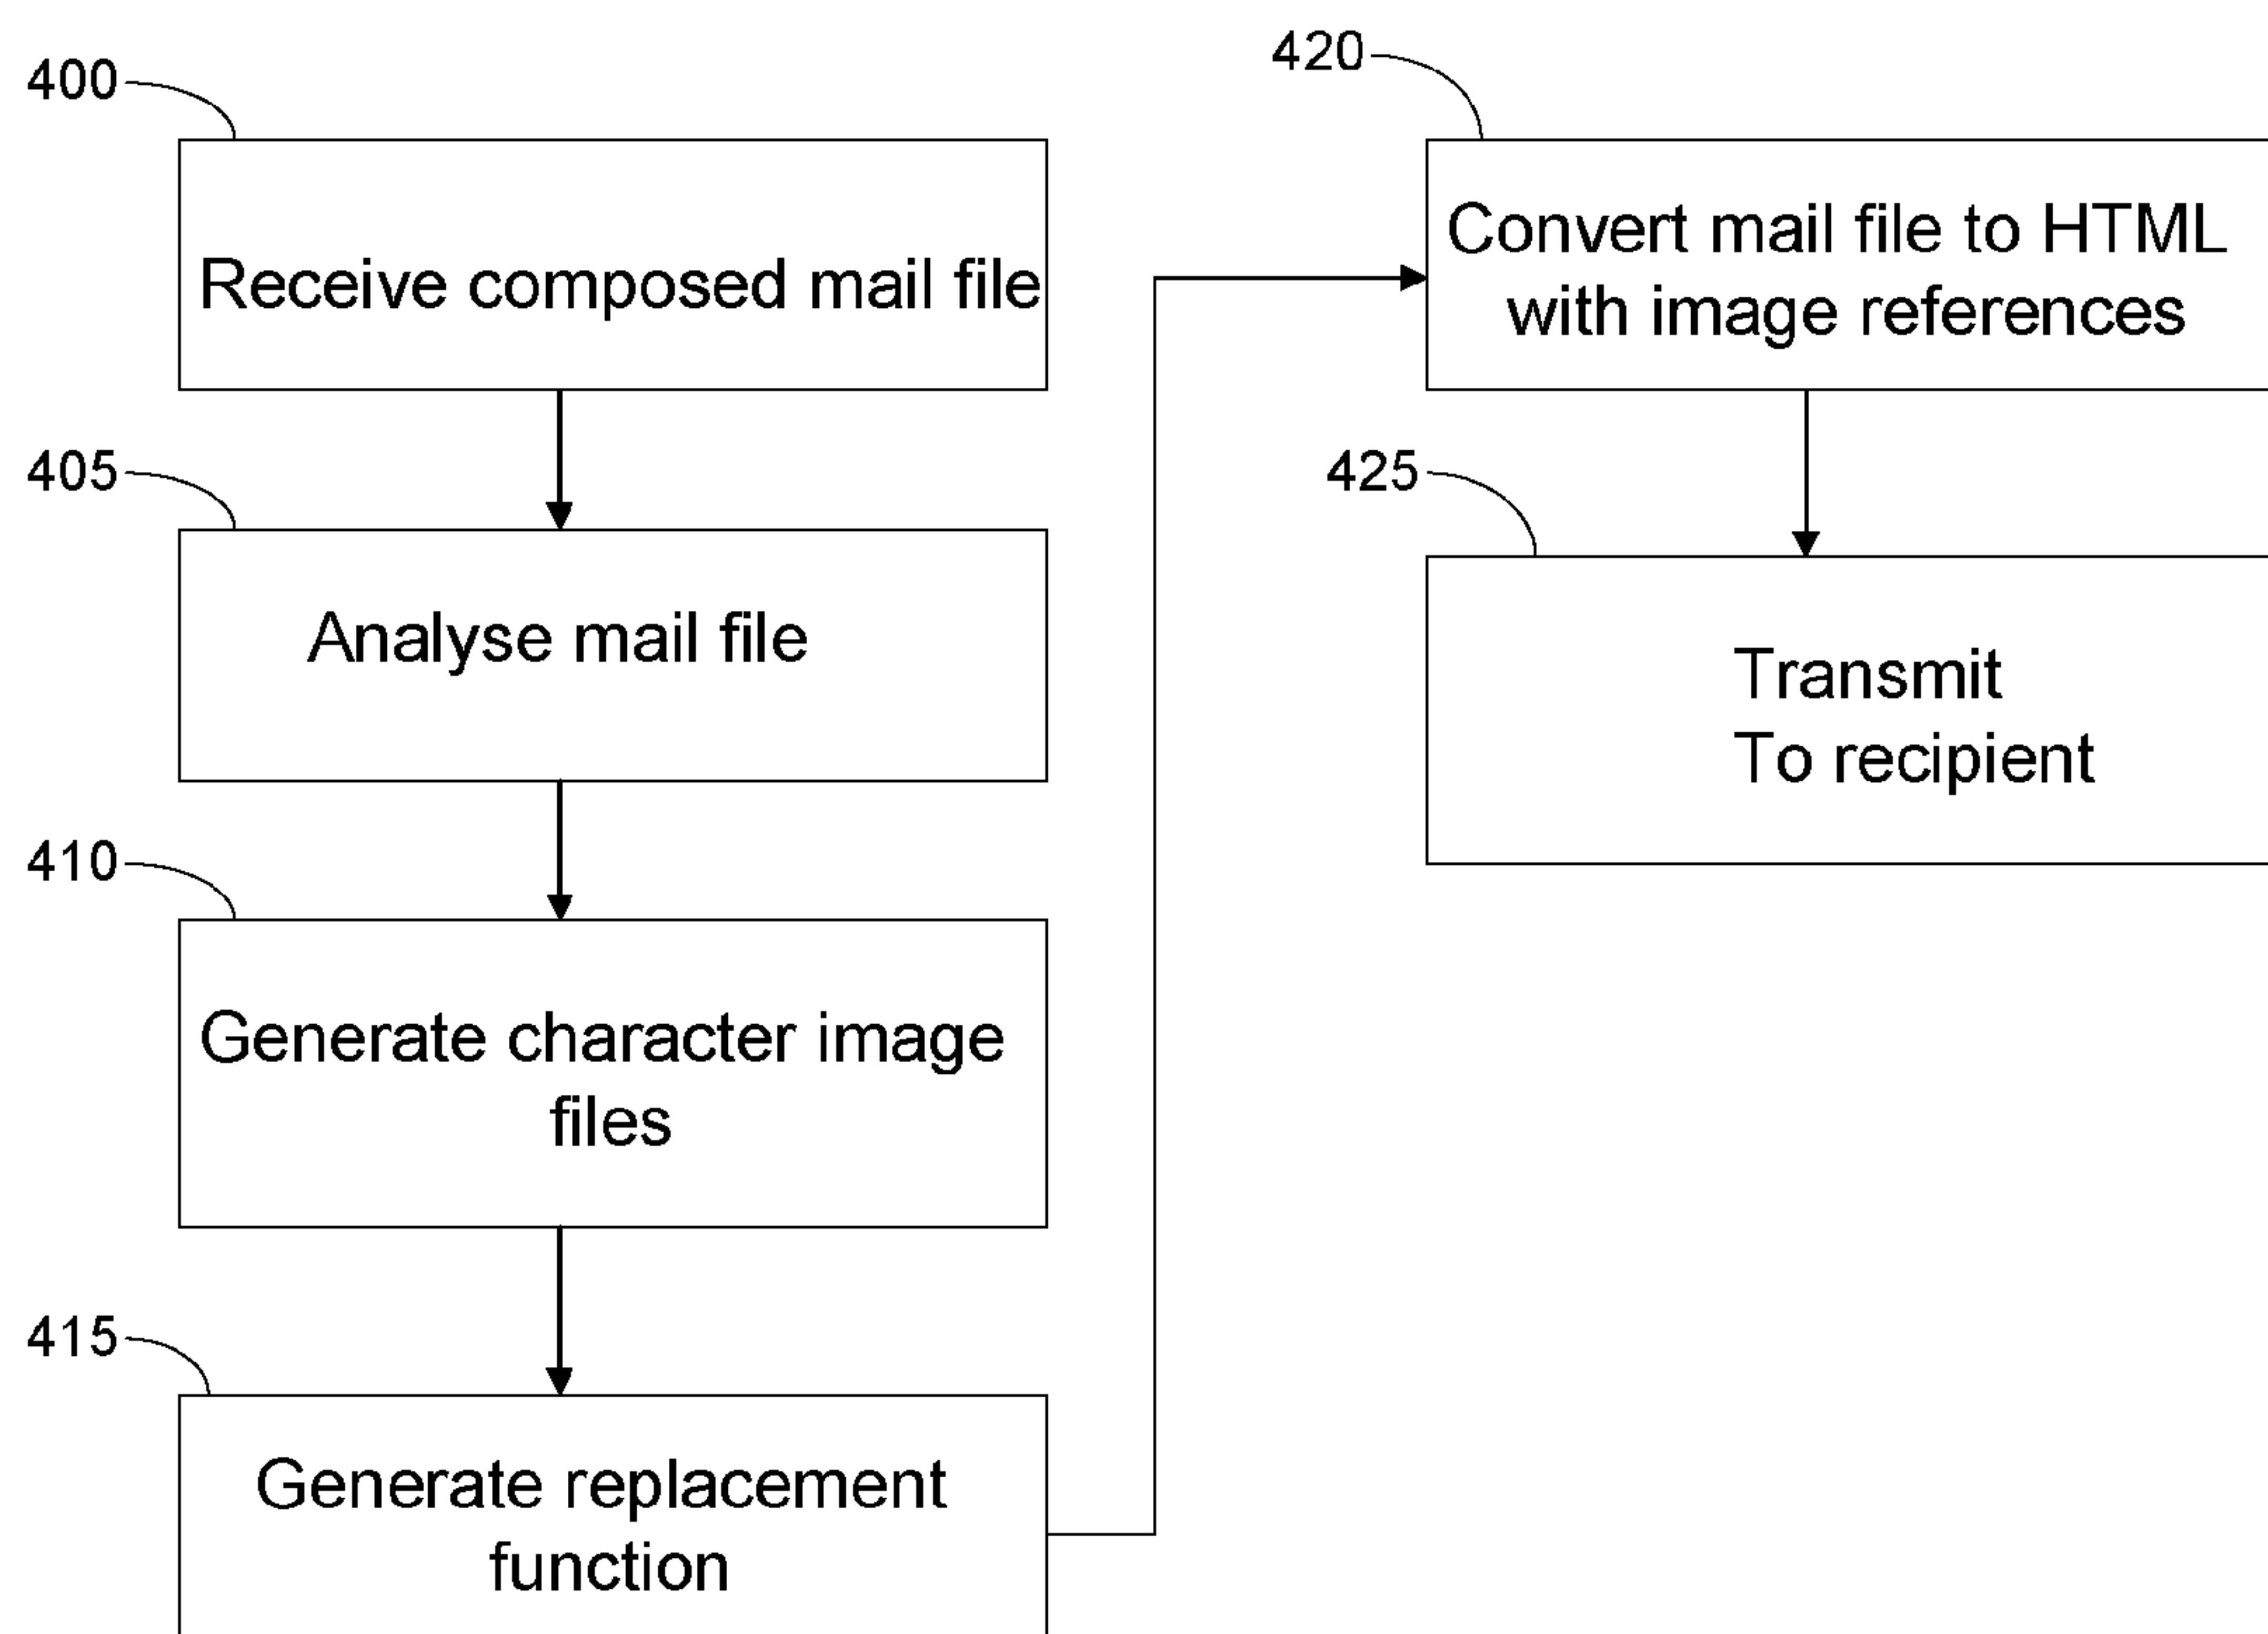 400
Receive composed mail file
405
Analyse mail file
410
Generate character image
files
415
Generate replacement
function
420
Convert mail file to HTML
with image references
425
Transmit
To recipient